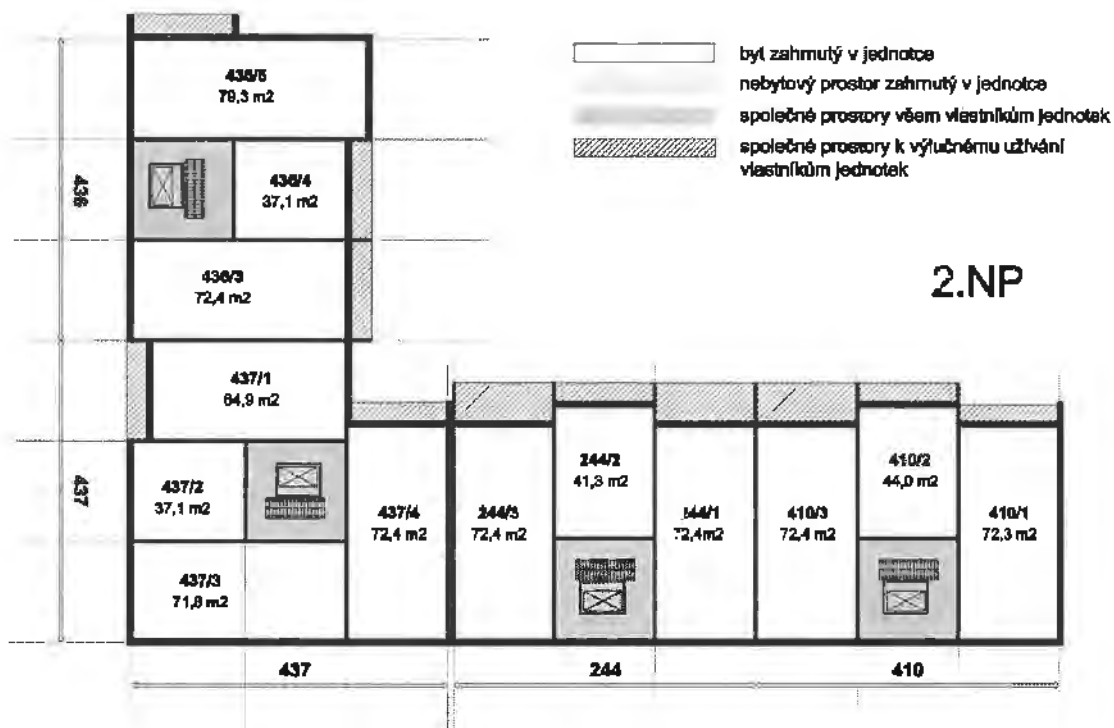 byt zahrnutý v jednotce
nebytový prostor zahrnutý v jednotce
společné prostory všem vlastníkům jednotek
společné prostory k výlučnému užívání
vlastníkům jednotek
2.NP
436/5
79,3 m2
436/4
37,1 m2
436
436/3
72,4 m2
437/1
64,9 m2
437/2
37,1 m2
437
437/3
71,8 m2
437/4
72,4 m2
244/3
72,4 m2
244/2
41,3 m2
244/1
72,4m2
410/3
72,4 m2
410/2
44,0 m2
410/1
72,3 m2
437
244
410